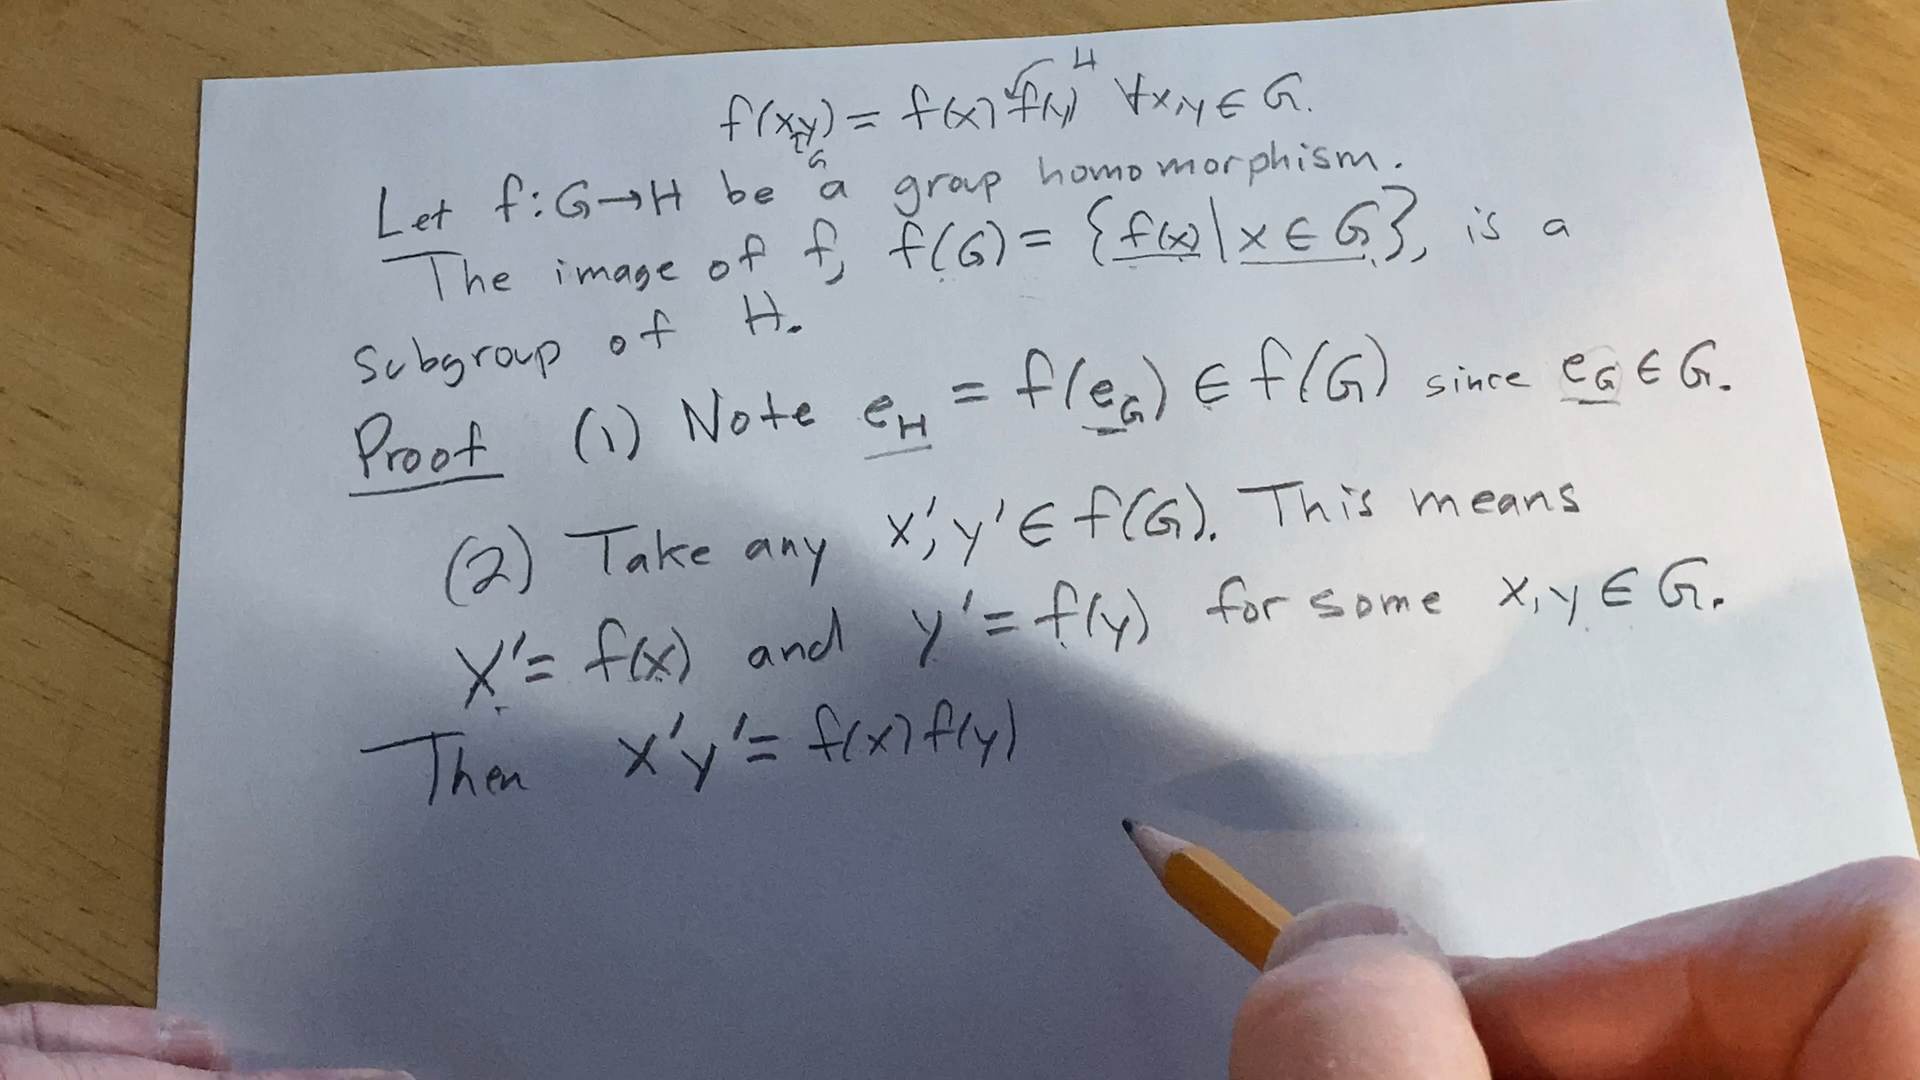 f(xy) = f(x) f(y) ∀x,y ∈ G.
G
H
Let f: G→H be a group homomorphism.
The image of f, f(G) = {f(x) | x ∈ G}, is a
subgroup of H.
Proof (1) Note e_H = f(e_G) ∈ f(G) since e_G ∈ G.
(2) Take any x', y' ∈ f(G). This means
x' = f(x) and y' = f(y) for some x, y ∈ G.
Then x'y' = f(x) f(y)